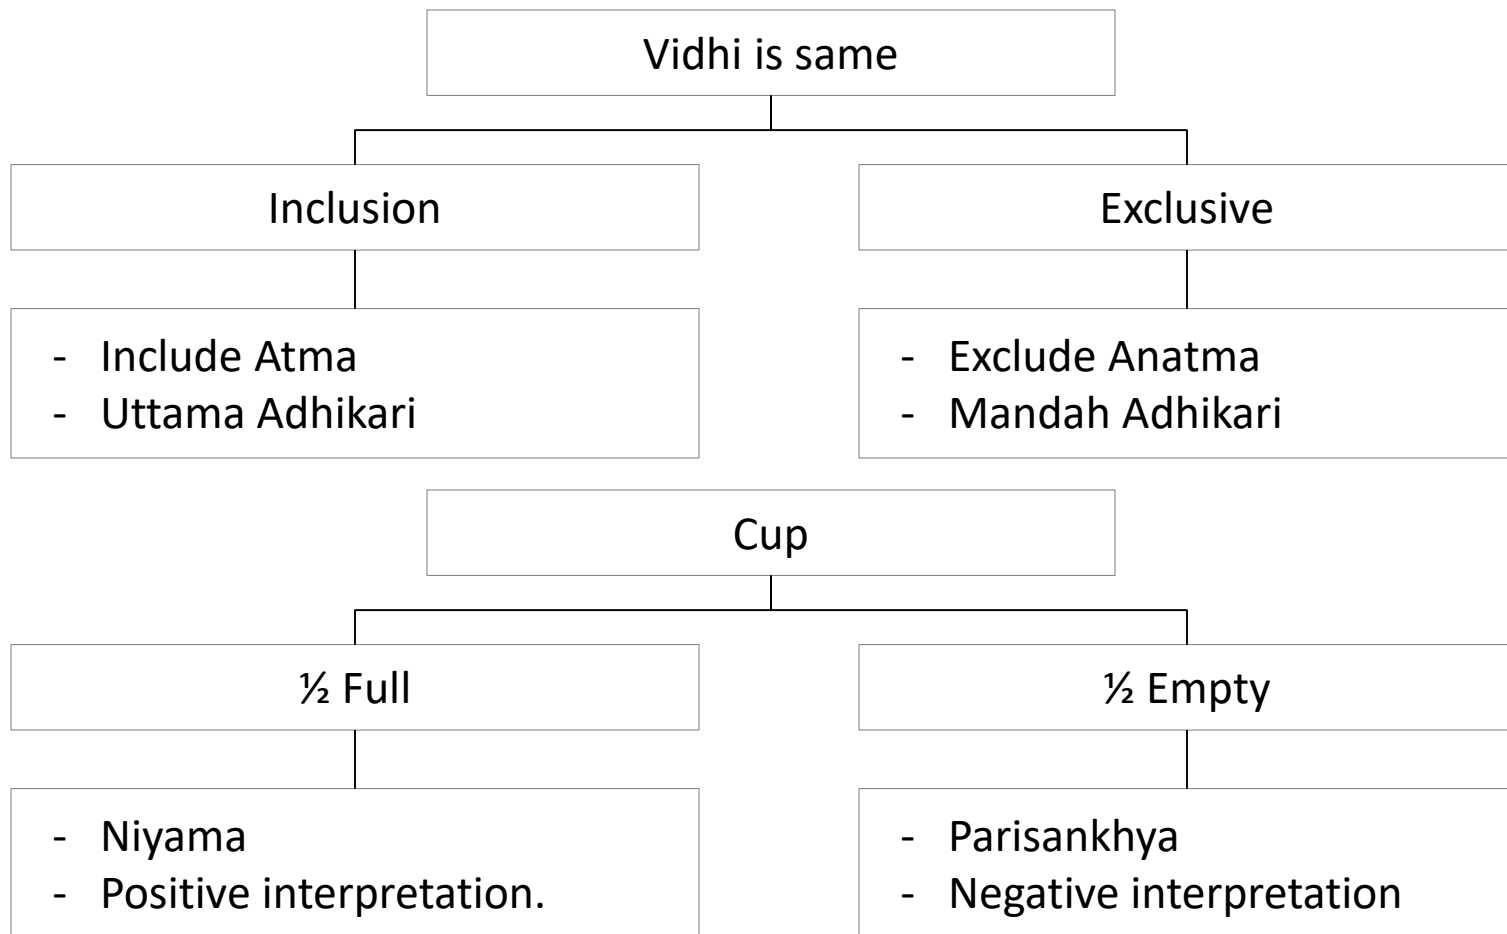 Vidhi is same
Inclusion
Exclusive
- Include Atma
- Uttama Adhikari
- Exclude Anatma
- Mandah Adhikari
Cup
½ Full
½ Empty
- Niyama
- Positive interpretation.
- Parisankhya
- Negative interpretation